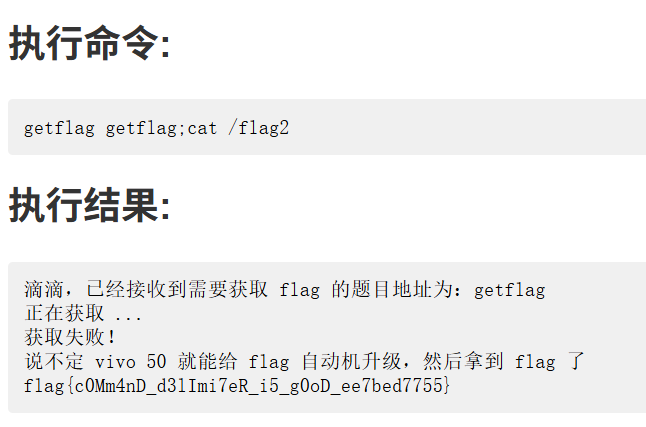 执行命令:
getflag getflag;cat /flag2
执行结果:
滴滴，已经接收到需要获取 flag 的题目地址为：getflag
正在获取 ...
获取失败！
说不定 vivo 50 就能给 flag 自动机升级，然后拿到 flag 了
flag{c0Mm4nD_d3lImi7eR_i5_g0oD_ee7bed7755}